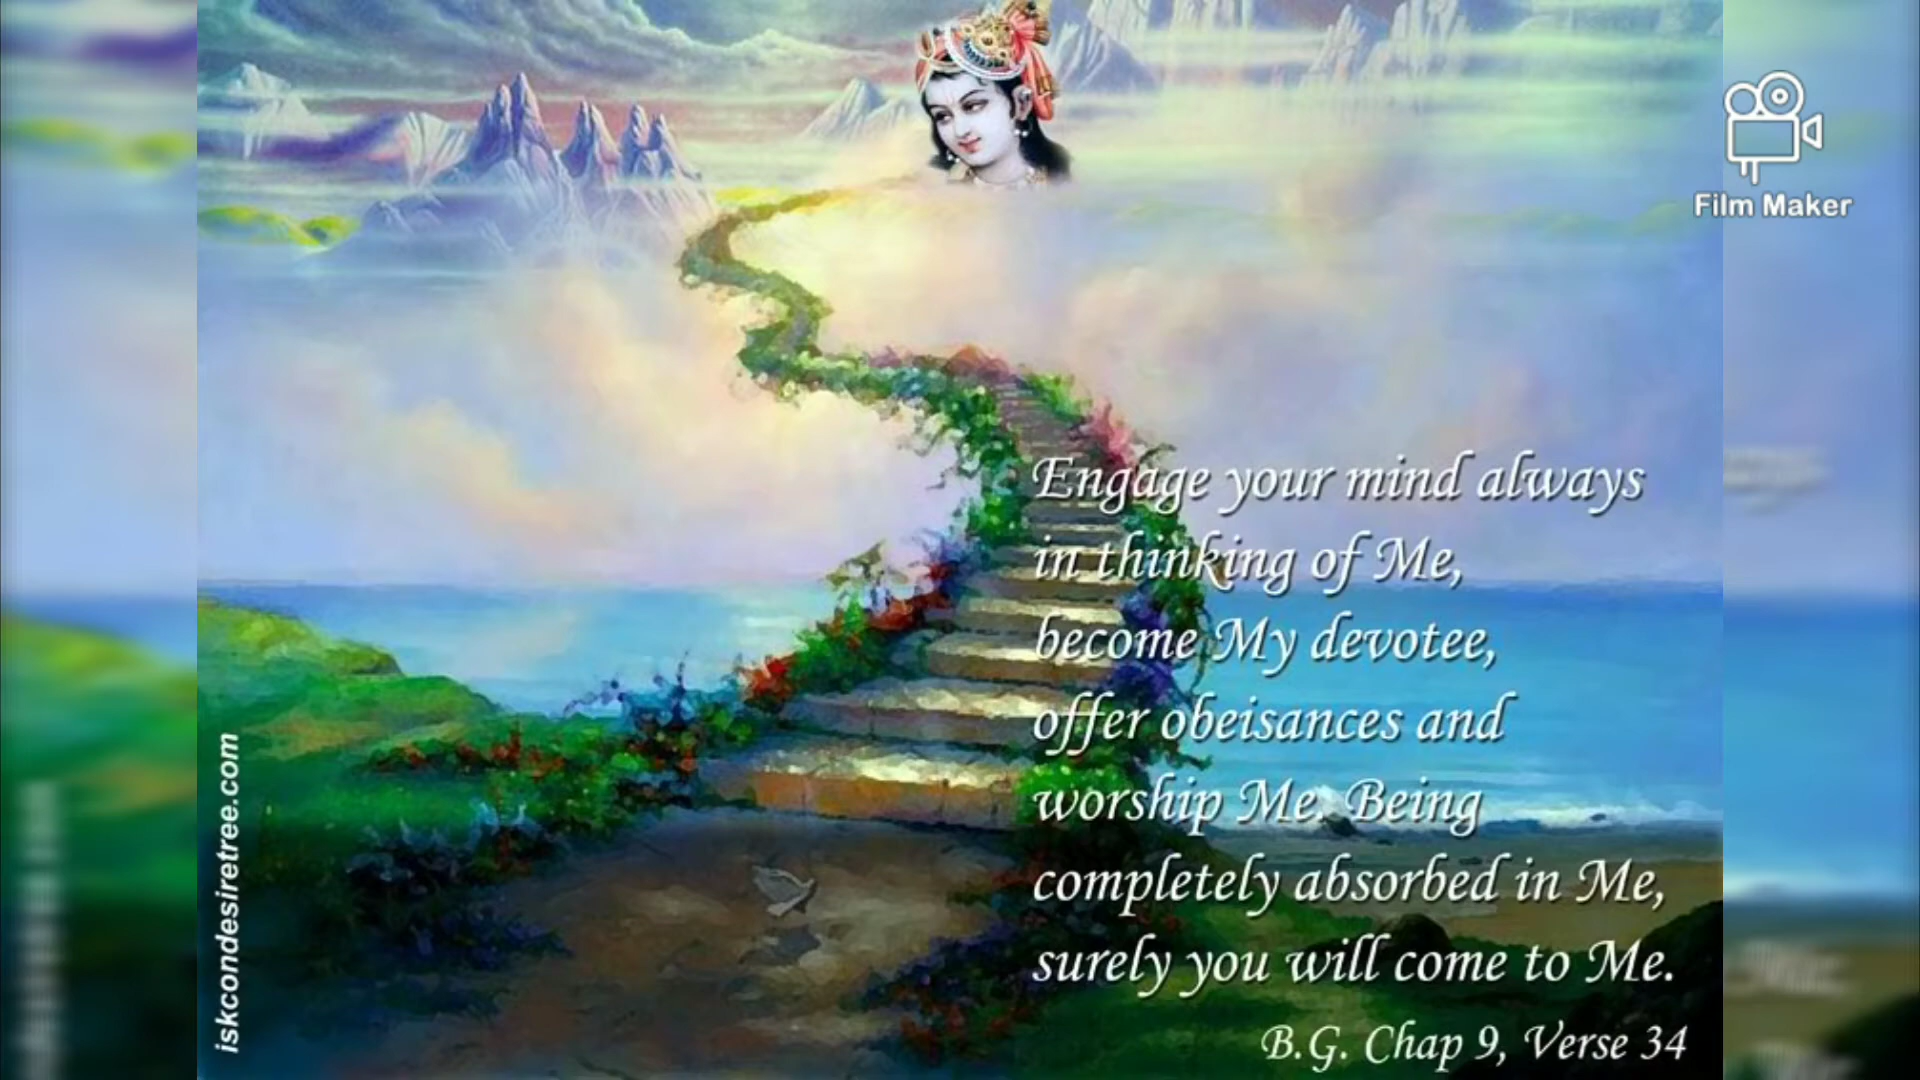 Film Maker
Engage your mind always
in thinking of Me,
become My devotee,
offer obeisances and
worship Me. Being
completely absorbed in Me,
surely you will come to Me.
B.G. Chap 9, Verse 34
iskcondesiretree.com